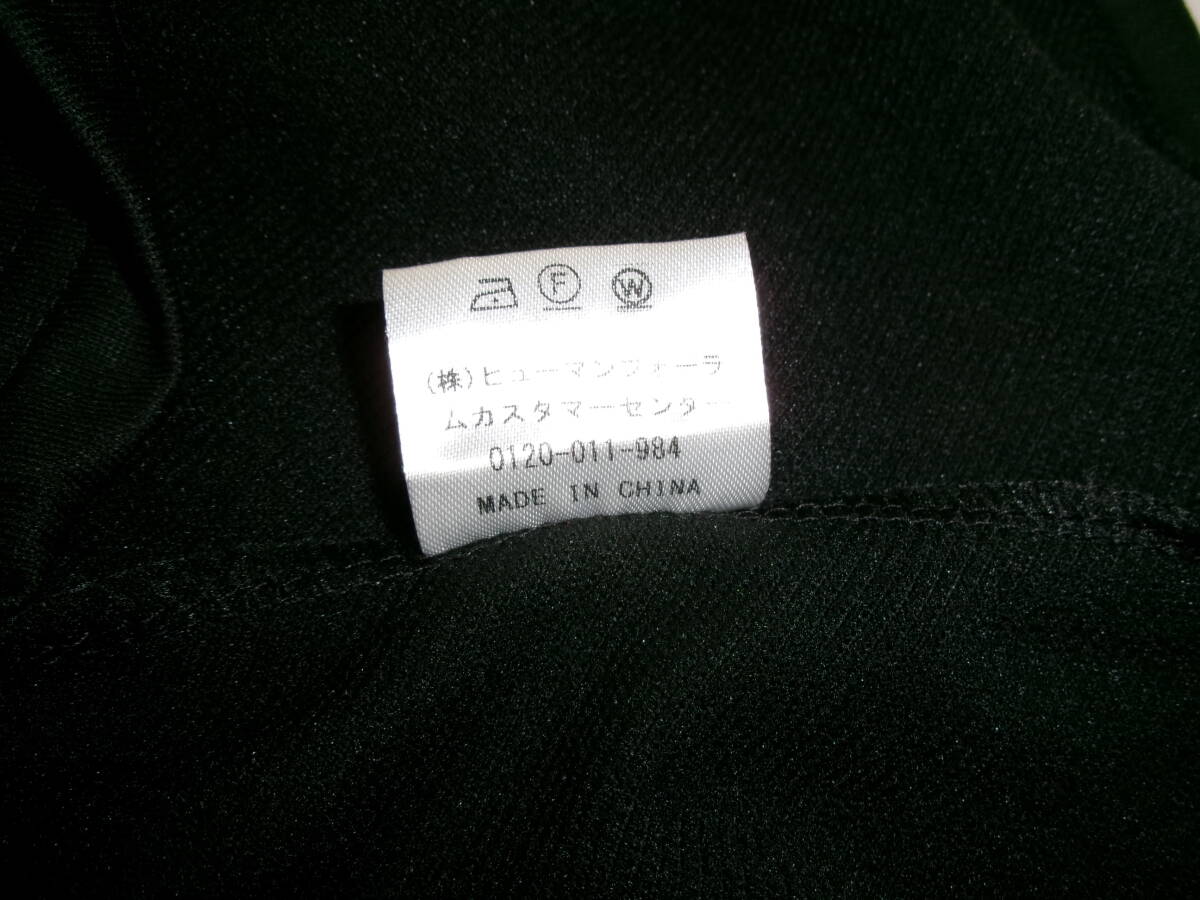 F W
(株)ヒューマンフォーラ
ムカスタマーセンター
0120-011-984
MADE IN CHINA